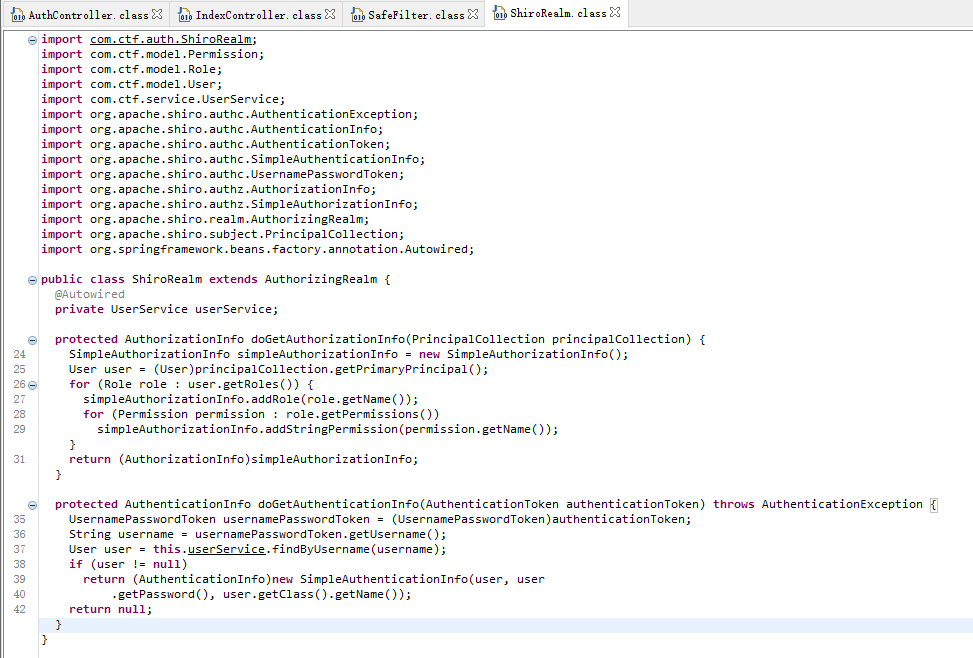 AuthController.class IndexController.class SafeFilter.class ShiroRealm.class
import com.ctf.auth.ShiroRealm;
import com.ctf.model.Permission;
import com.ctf.model.Role;
import com.ctf.model.User;
import com.ctf.service.UserService;
import org.apache.shiro.authc.AuthenticationException;
import org.apache.shiro.authc.AuthenticationInfo;
import org.apache.shiro.authc.AuthenticationToken;
import org.apache.shiro.authc.SimpleAuthenticationInfo;
import org.apache.shiro.authc.UsernamePasswordToken;
import org.apache.shiro.authz.AuthorizationInfo;
import org.apache.shiro.authz.SimpleAuthorizationInfo;
import org.apache.shiro.realm.AuthorizingRealm;
import org.apache.shiro.subject.PrincipalCollection;
import org.springframework.beans.factory.annotation.Autowired;
public class ShiroRealm extends AuthorizingRealm {
@Autowired
private UserService userService;
protected AuthorizationInfo doGetAuthorizationInfo(PrincipalCollection principalCollection) {
24 SimpleAuthorizationInfo simpleAuthorizationInfo = new SimpleAuthorizationInfo();
25 User user = (User)principalCollection.getPrimaryPrincipal();
26 for (Role role : user.getRoles()) {
27 simpleAuthorizationInfo.addRole(role.getName());
28 for (Permission permission : role.getPermissions())
29 simpleAuthorizationInfo.addStringPermission(permission.getName());
}
31 return (AuthorizationInfo)simpleAuthorizationInfo;
}
protected AuthenticationInfo doGetAuthenticationInfo(AuthenticationToken authenticationToken) throws AuthenticationException {
35 UsernamePasswordToken usernamePasswordToken = (UsernamePasswordToken)authenticationToken;
36 String username = usernamePasswordToken.getUsername();
37 User user = this.userService.findByUsername(username);
38 if (user != null)
39 return (AuthenticationInfo)new SimpleAuthenticationInfo(user, user
40 .getPassword(), user.getClass().getName());
42 return null;
}
}